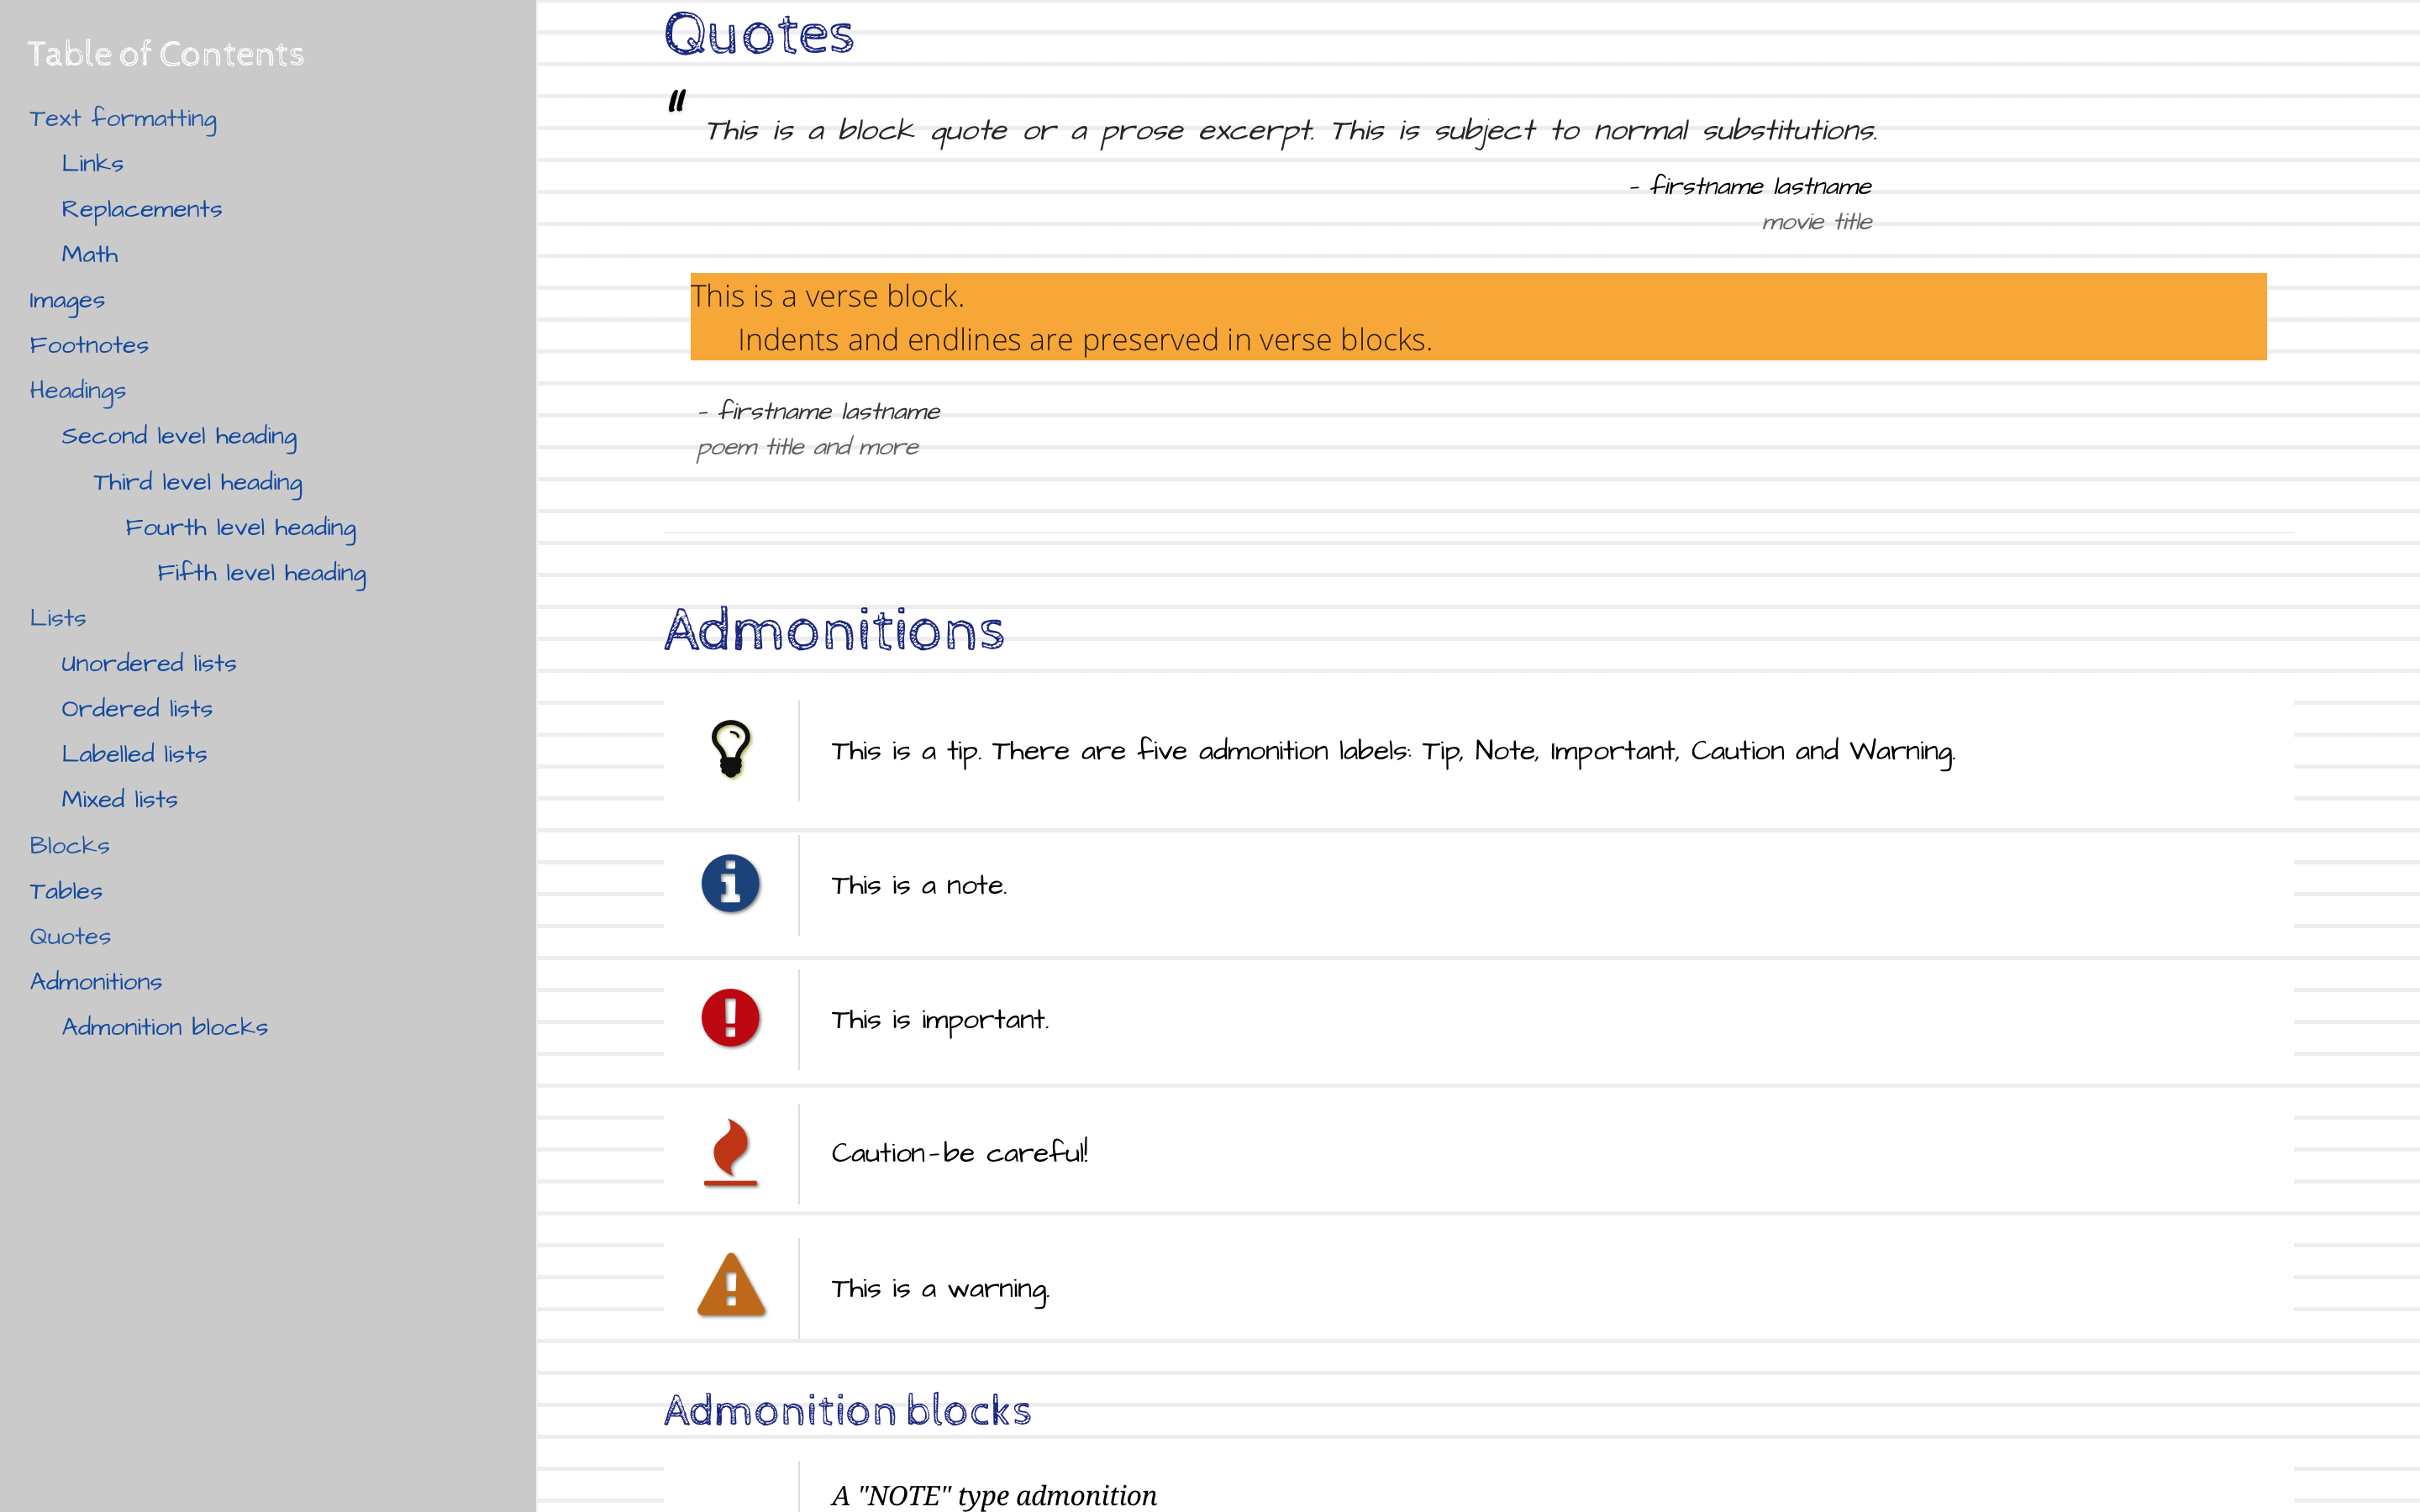 Table of Contents
Text formatting
Links
Replacements
Math
Images
Footnotes
Headings
Second level heading
Third level heading
Fourth level heading
Fifth level heading
Lists
Unordered lists
Ordered lists
Labelled lists
Mixed lists
Blocks
Tables
Quotes
Admonitions
Admonition blocks
Quotes
"
This is a block quote or a prose excerpt. This is subject to normal substitutions.
- firstname lastname
movie title
This is a verse block.
Indents and endlines are preserved in verse blocks.
- firstname lastname
poem title and more
Admonitions
This is a tip. There are five admonition labels: Tip, Note, Important, Caution and Warning.
This is a note.
This is important.
Caution-be careful!
This is a warning.
Admonition blocks
A "NOTE" type admonition